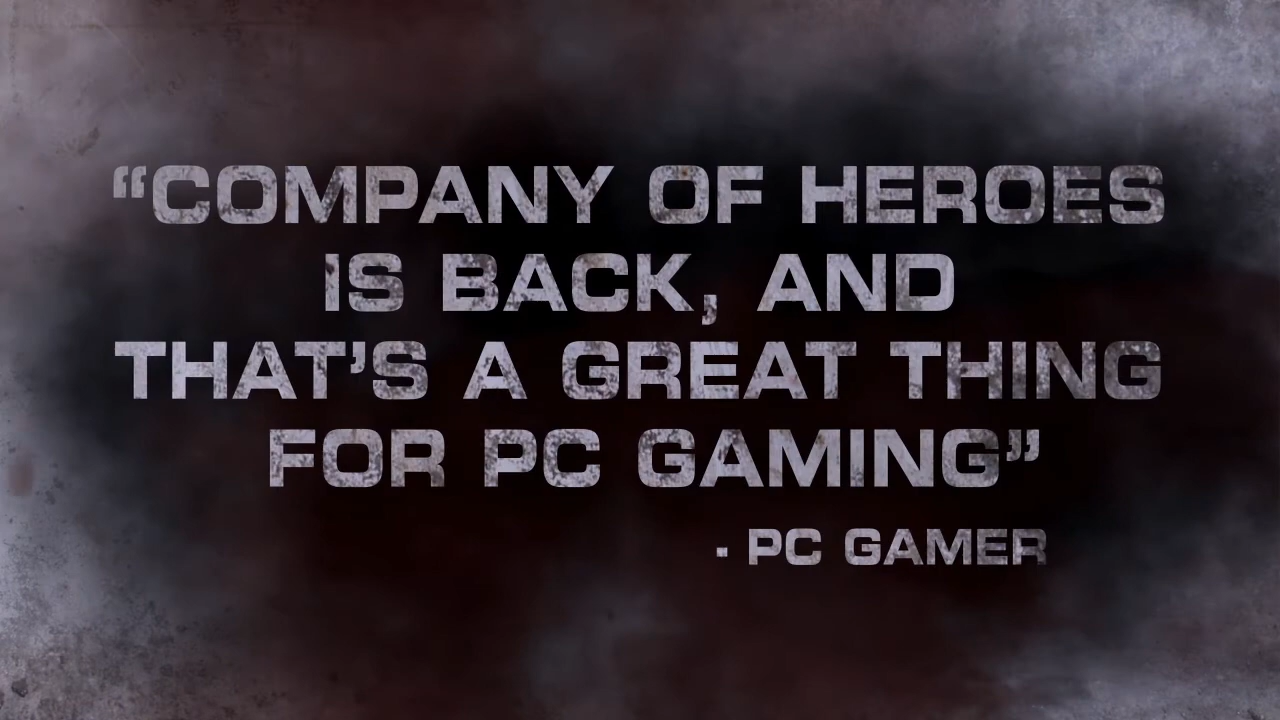 “COMPANY OF HEROES
IS BACK, AND
THAT’S A GREAT THING
FOR PC GAMING”
- PC GAMER